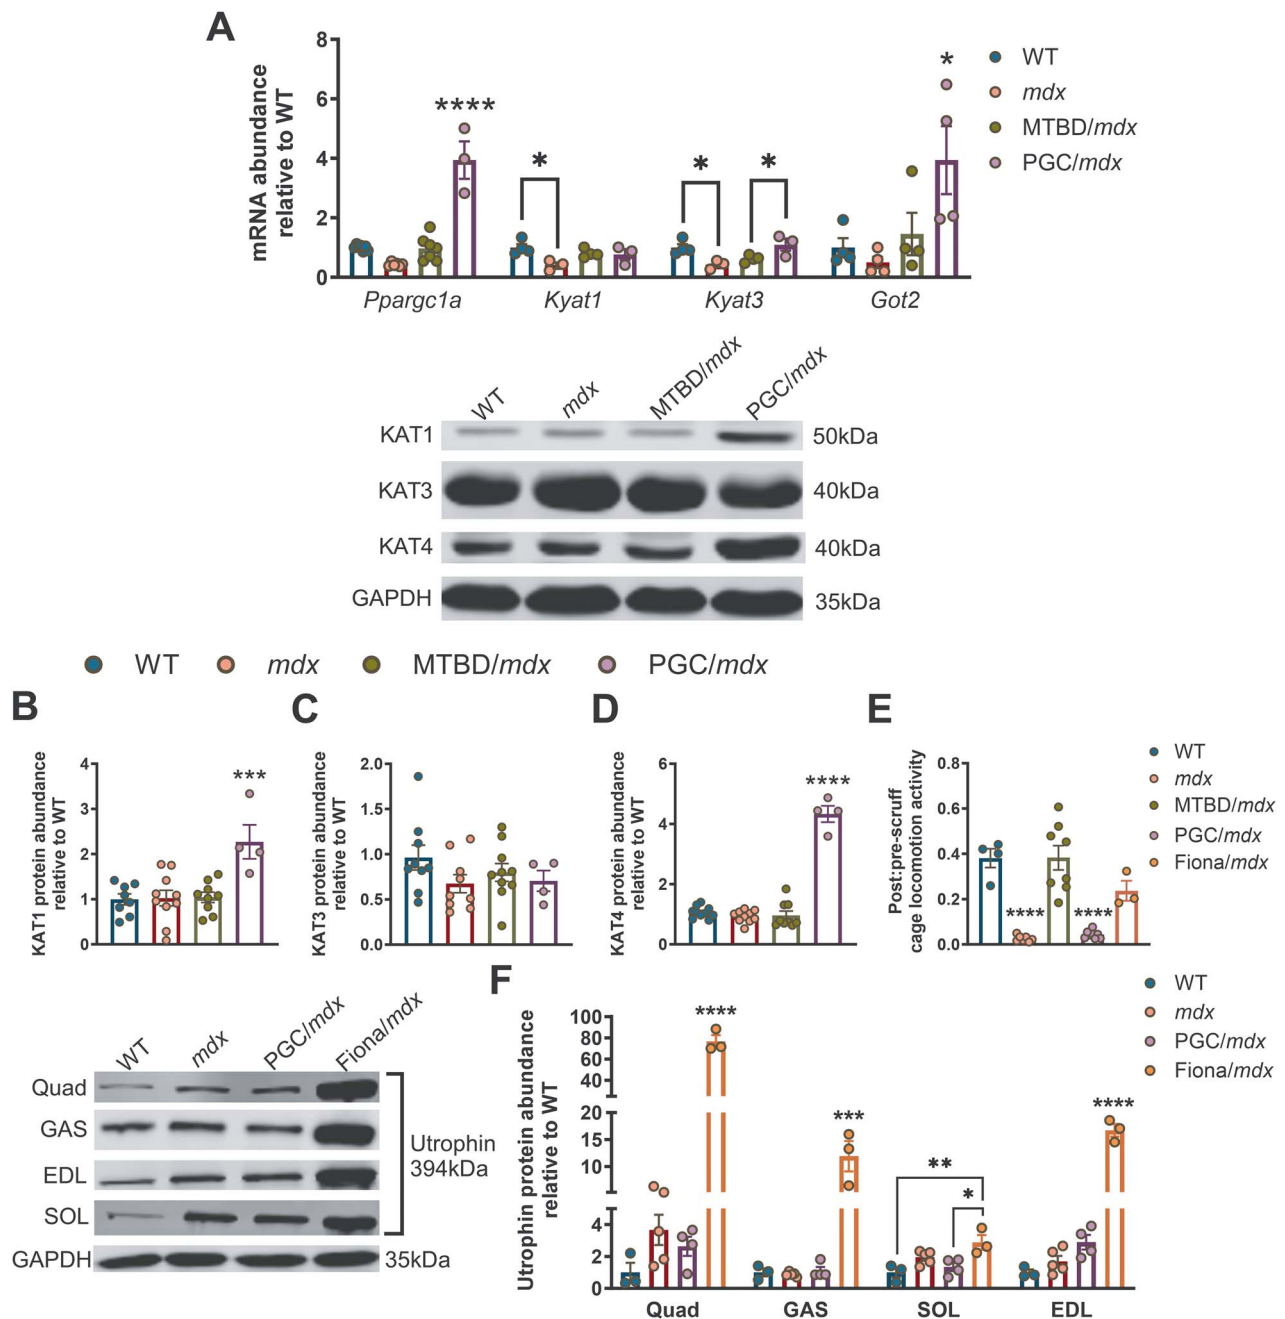 A
mRNA abundance
relative to WT
8
6
4
2
0
****
*
*
*
*
Ppargc1a
Kyat1
Kyat3
Got2
WT
mdx
MTBD/mdx
PGC/mdx
WT
mdx
MTBD/mdx
PGC/mdx
KAT1
50kDa
KAT3
40kDa
KAT4
40kDa
GAPDH
35kDa
WT
mdx
MTBD/mdx
PGC/mdx
B
KAT1 protein abundance
relative to WT
4
3
2
1
0
***
C
KAT3 protein abundance
relative to WT
2.0
1.5
1.0
0.5
0.0
D
KAT4 protein abundance
relative to WT
6
4
2
0
****
E
Post:pre-scruff
cage locomotion activity
0.8
0.6
0.4
0.2
0.0
****
****
WT
mdx
MTBD/mdx
PGC/mdx
Fiona/mdx
WT
mdx
PGC/mdx
Fiona/mdx
Quad
GAS
EDL
SOL
GAPDH
Utrophin
394kDa
35kDa
F
Utrophin protein abundance
relative to WT
100
80
60
40
20
15
10
4
2
0
****
***
**
*
****
Quad
GAS
SOL
EDL
WT
mdx
PGC/mdx
Fiona/mdx